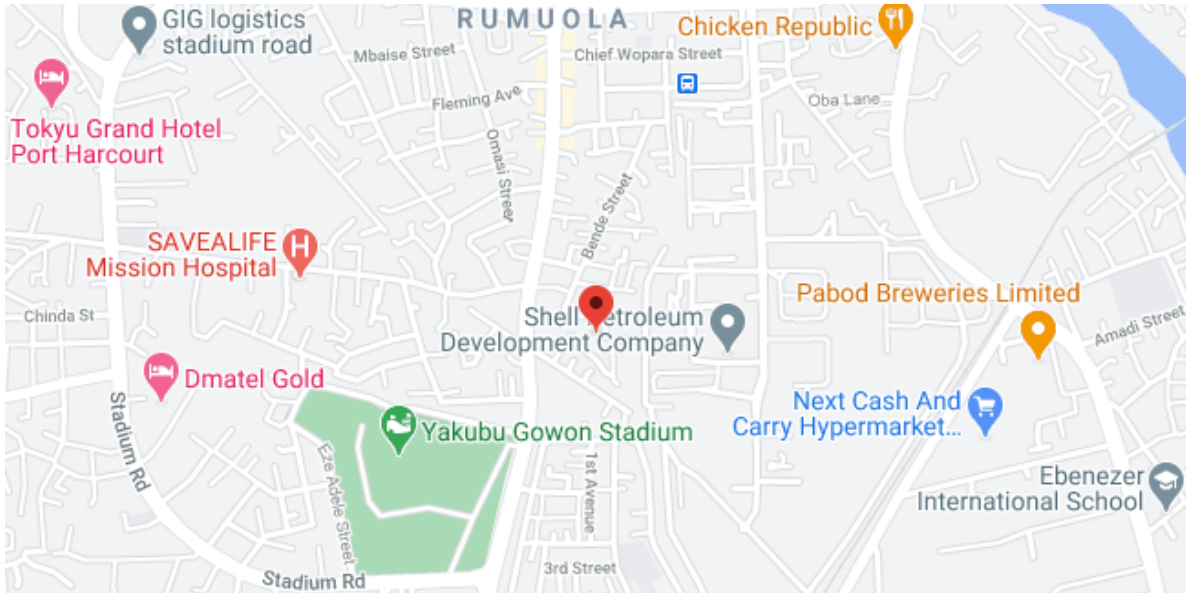 GIG logistics
stadium road
RUMUOLA
Chicken Republic
Mbaise Street
Chief Wopara Street
Fleming Ave
Oba Lane
Tokyu Grand Hotel
Port Harcourt
Omasi Street
Bende Street
SAVEALIFE
Mission Hospital
H
Chinda St
Shell Petroleum
Development Company
Pabod Breweries Limited
Amadi Street
Dmatel Gold
Stadium Rd
Yakubu Gowon Stadium
Next Cash And
Carry Hypermarket...
Eze Adele Street
1st Avenue
Ebenezer
International School
Stadium Rd
3rd Street